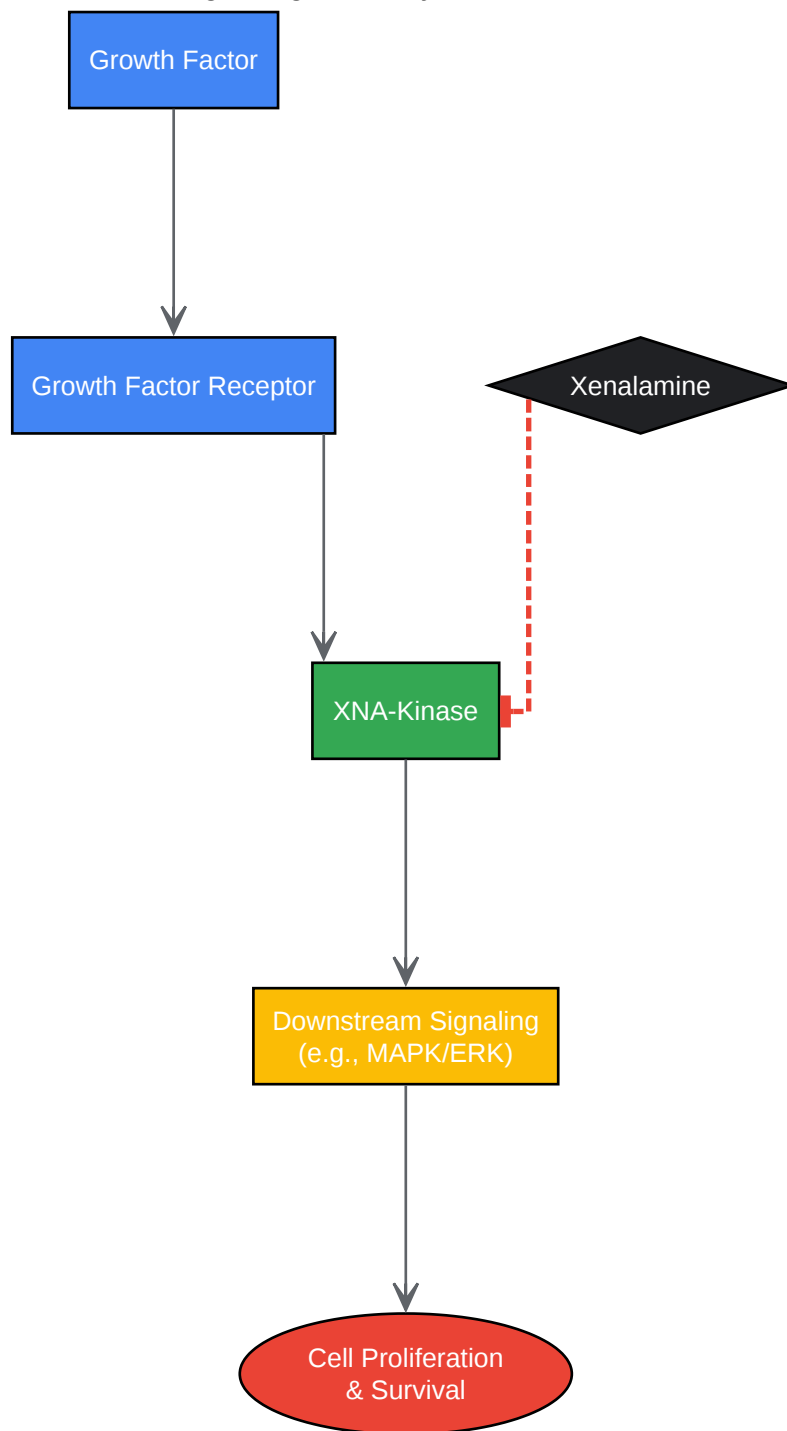 Growth Factor
Growth Factor Receptor
Xenalamine
XNA-Kinase
Downstream Signaling
(e.g., MAPK/ERK)
Cell Proliferation
& Survival